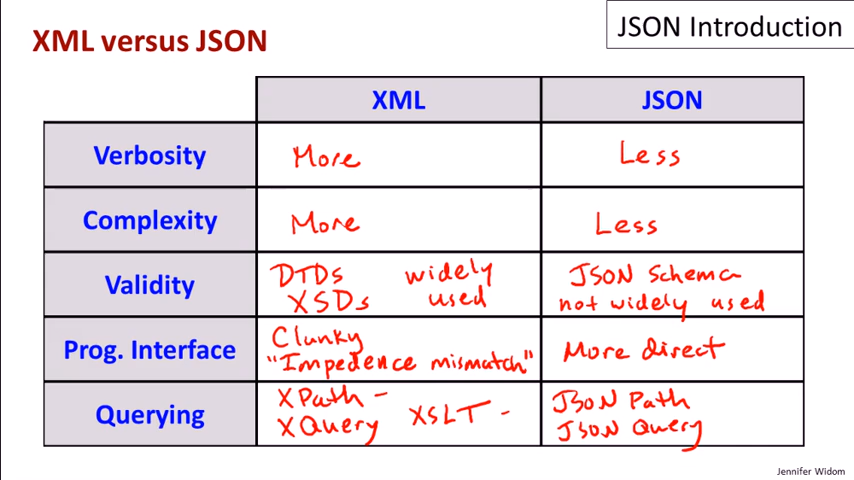 JSON Introduction
XML versus JSON
XML JSON
Verbosity More Less
Complexity More Less
Validity DTDs widely JSON Schema
XSDs used not widely used
Prog. Interface Clunky More direct
"Impedence mismatch"
Querying XPath - XSLT - JSON Path
XQuery JSON Query
Jennifer Widom